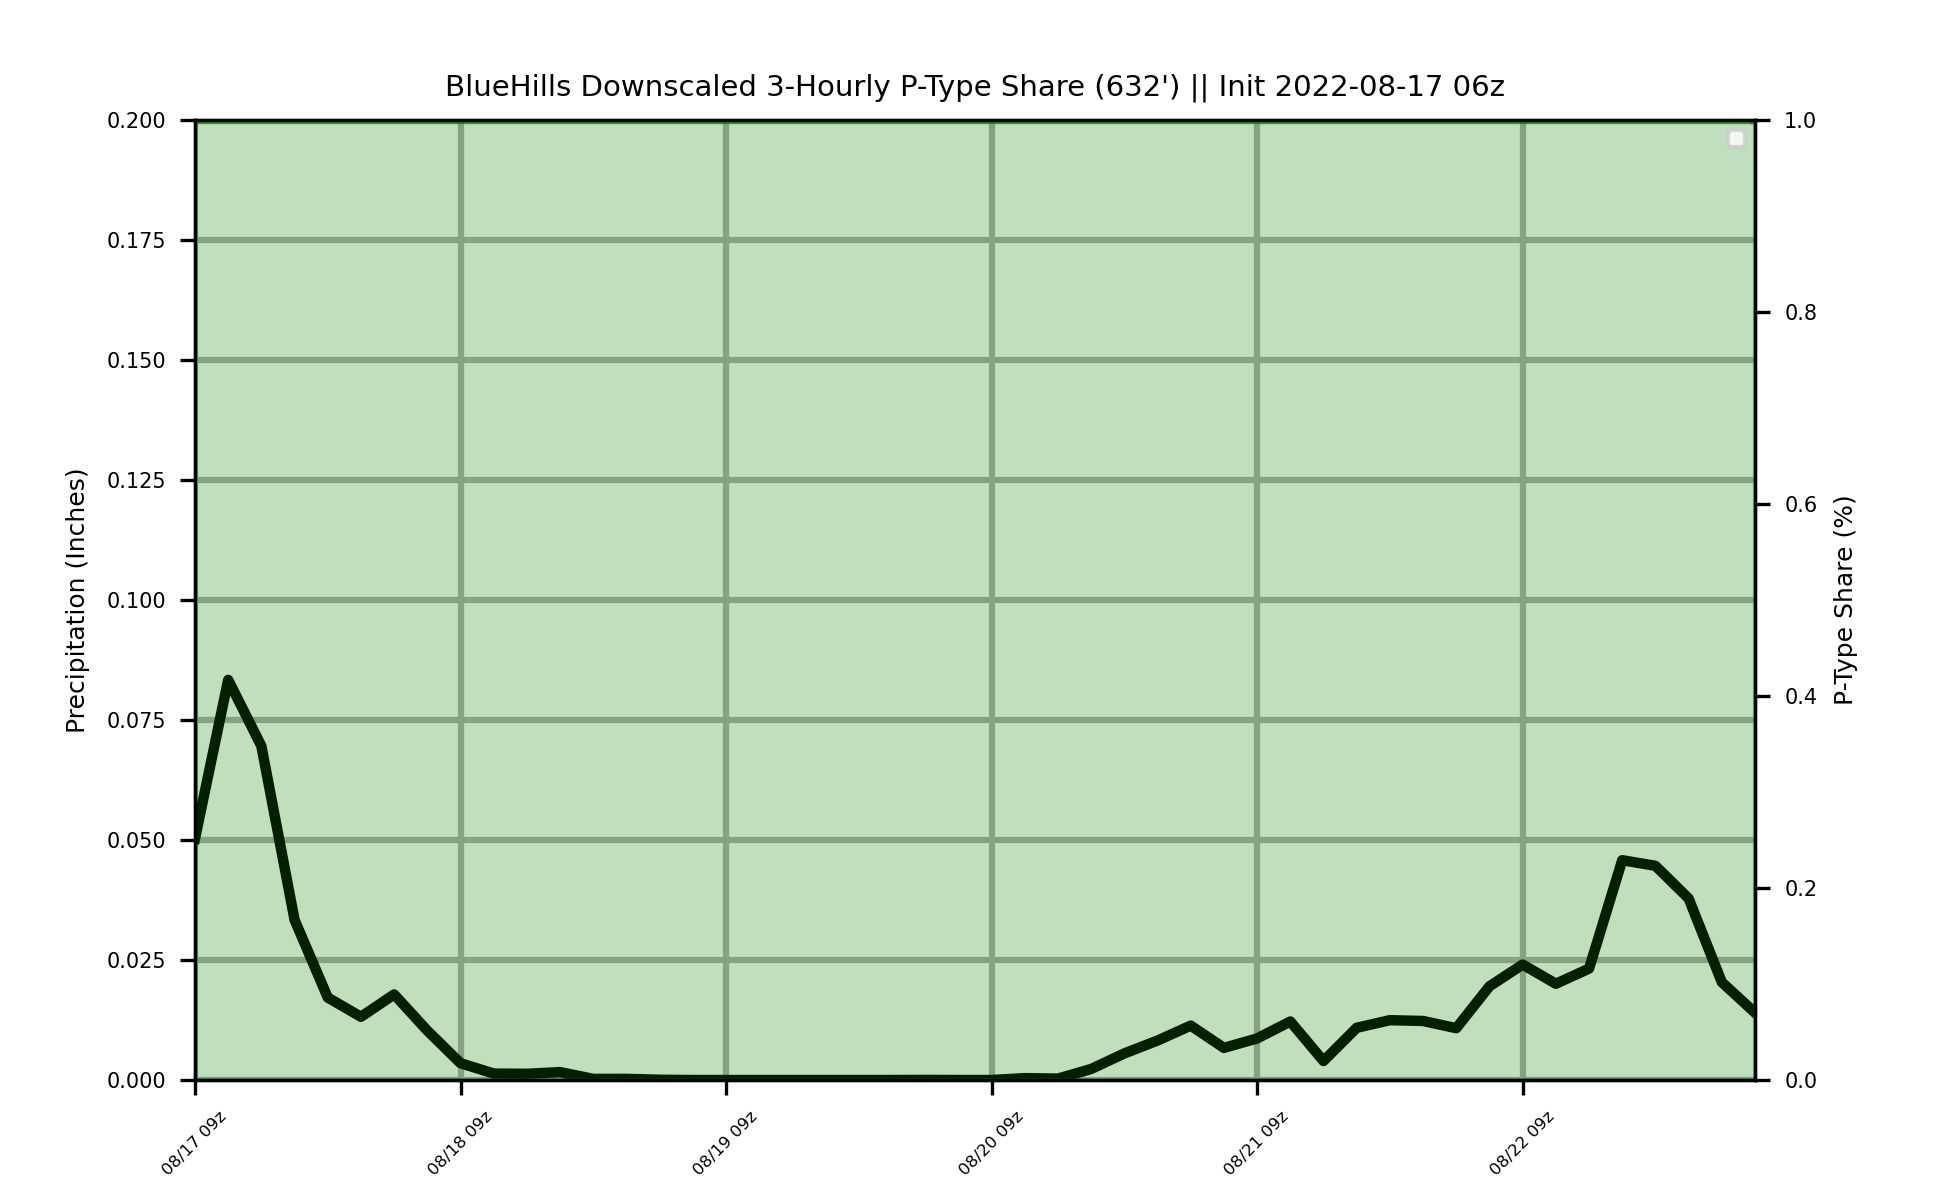 BlueHills Downscaled 3-Hourly P-Type Share (632') || Init 2022-08-17 06z
0.200
0.175
0.150
0.125
0.100
0.075
0.050
0.025
0.000
Precipitation (Inches)
1.0
0.8
0.6
0.4
0.2
0.0
P-Type Share (%)
08/17 09z
08/18 09z
08/19 09z
08/20 09z
08/21 09z
08/22 09z